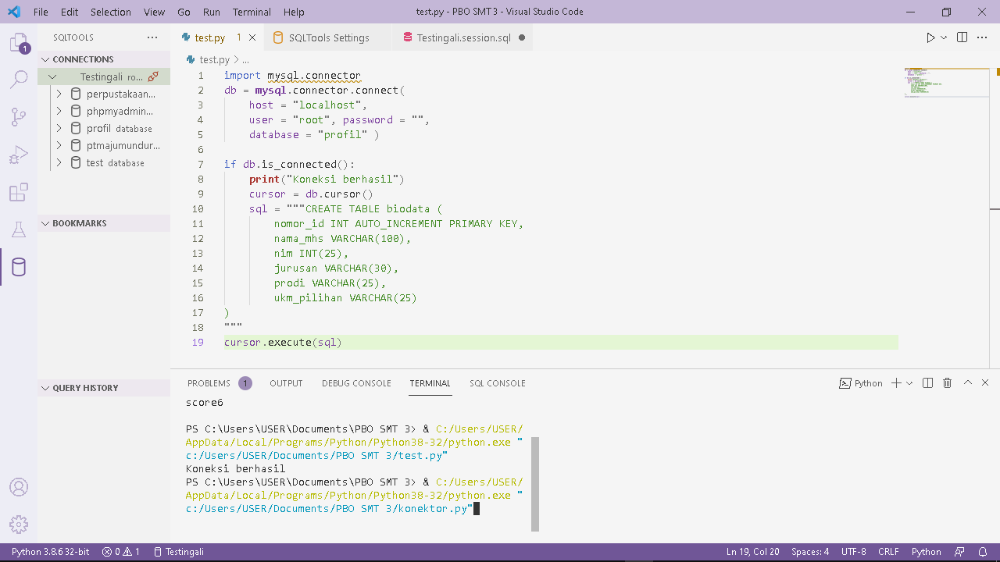 File Edit Selection View Go Run Terminal Help test.py - PBO SMT 3 - Visual Studio Code
SQLTOOLS ···
1
CONNECTIONS
Testingali ro...
perpustakaan...
phpmyadmin...
profil database
ptmajumundur...
test database
BOOKMARKS
QUERY HISTORY
test.py 1 SQLTools Settings Testingali.session.sql
test.py > ...
1 import mysql.connector
2 db = mysql.connector.connect(
3 host = "localhost",
4 user = "root", password = "",
5 database = "profil" )
6
7 if db.is_connected():
8 print("Koneksi berhasil")
9 cursor = db.cursor()
10 sql = """CREATE TABLE biodata (
11 nomor_id INT AUTO_INCREMENT PRIMARY KEY,
12 nama_mhs VARCHAR(100),
13 nim INT(25),
14 jurusan VARCHAR(30),
15 prodi VARCHAR(25),
16 ukm_pilihan VARCHAR(25)
17 )
18 """
19 cursor.execute(sql)
PROBLEMS 1 OUTPUT DEBUG CONSOLE TERMINAL SQL CONSOLE Python
score6
PS C:\Users\USER\Documents\PBO SMT 3> & C:/Users/USER/
AppData/Local/Programs/Python/Python38-32/python.exe "
c:/Users/USER/Documents/PBO SMT 3/test.py"
Koneksi berhasil
PS C:\Users\USER\Documents\PBO SMT 3> & C:/Users/USER/
AppData/Local/Programs/Python/Python38-32/python.exe "
c:/Users/USER/Documents/PBO SMT 3/konektor.py"
Python 3.8.6 32-bit 0 1 Testingali Ln 19, Col 20 Spaces: 4 UTF-8 CRLF Python